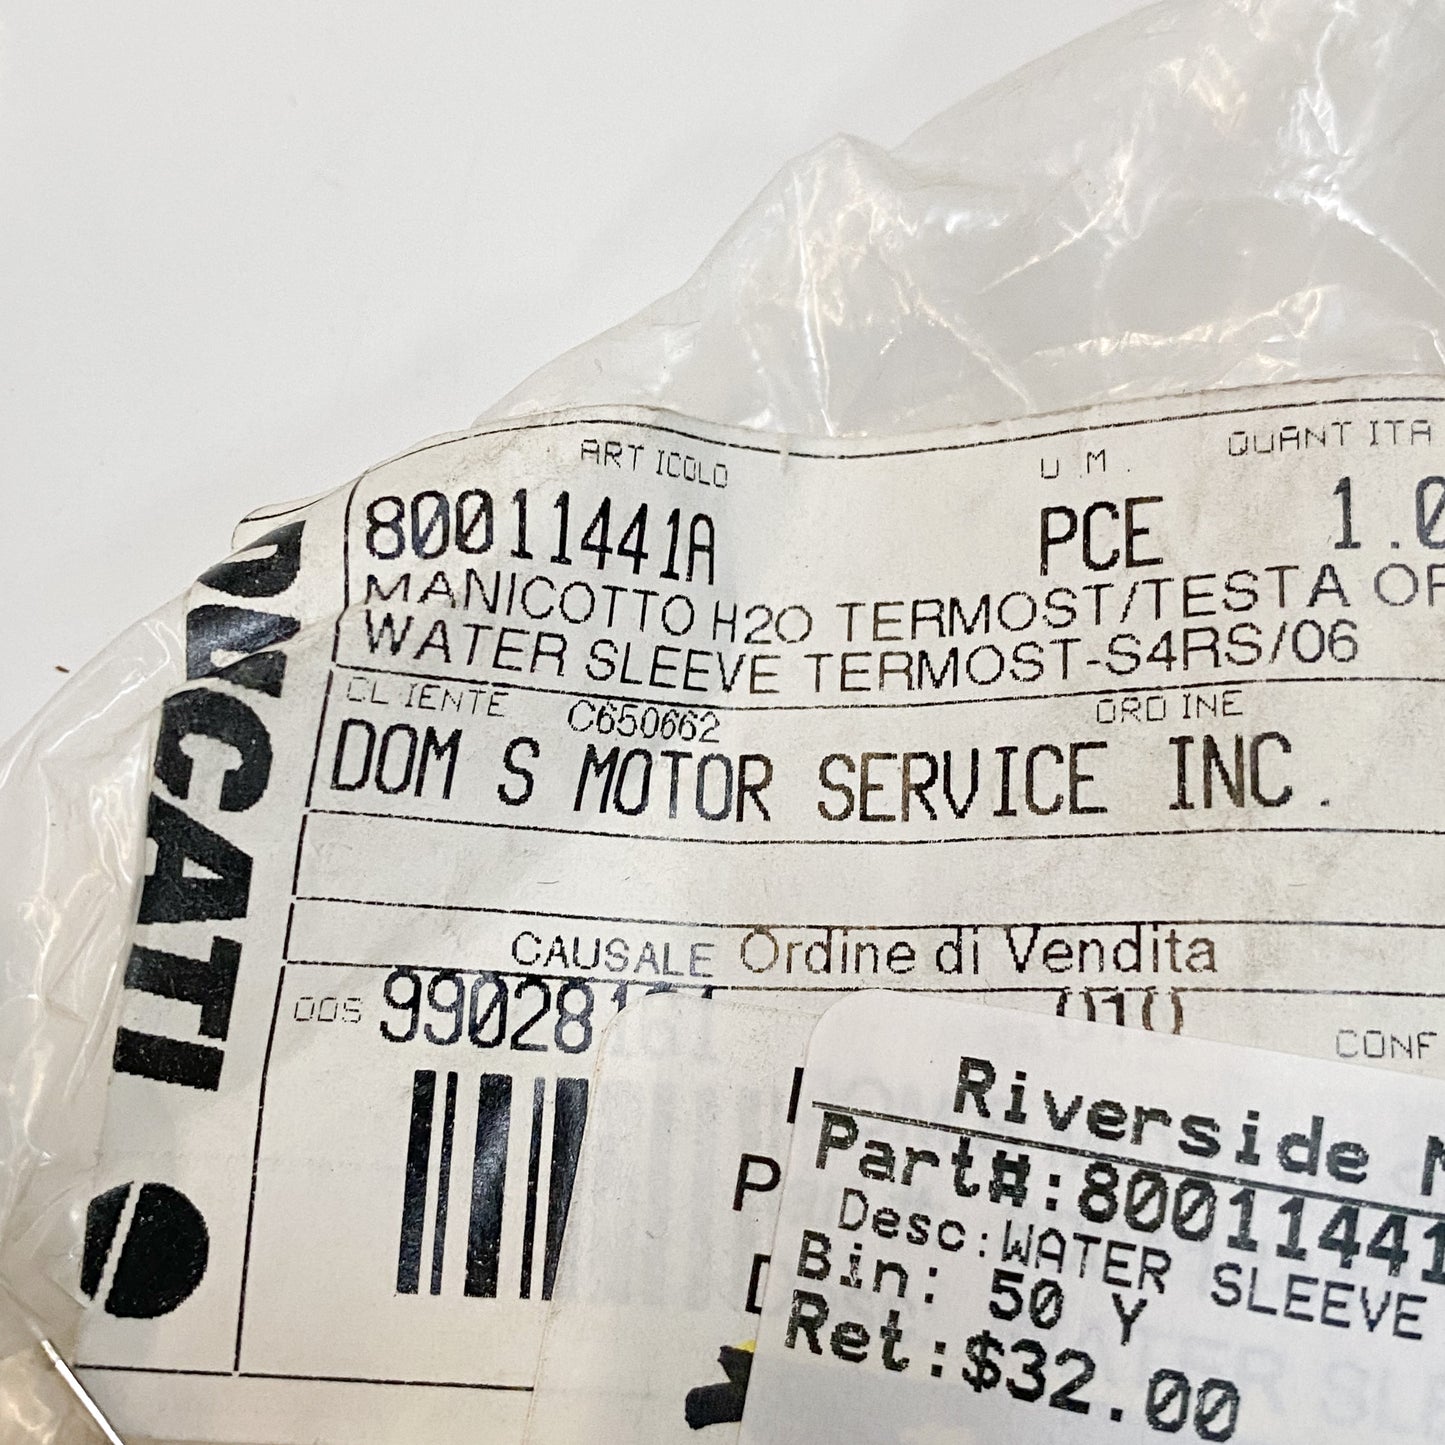 DUCATI
ARTICOLO U.M. QUANTITA
80011441A PCE 1.0
MANICOTTO H2O TERMOST/TESTA OR
WATER SLEEVE TERMOST-S4RS/06
CLIENTE C650662 ORDINE
DOM S MOTOR SERVICE INC.
CAUSALE Ordine di Vendita
ODS 99028 010
CONF
Riverside
Part#:80011441
Desc:WATER SLEEVE
Bin: 50 Y
Ret:$32.00